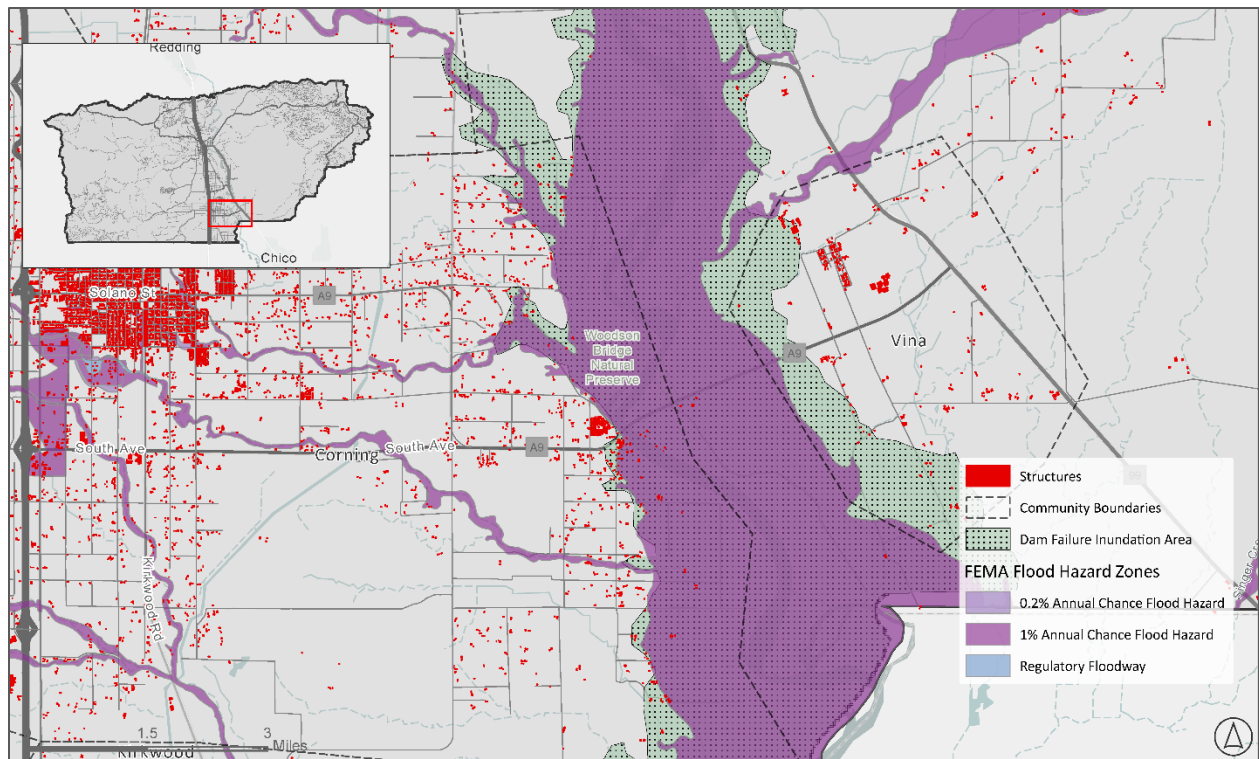 Redding
Chico
Solano St
A9
Woodson
Bridge
Natural
Preserve
A9
Vina
South Ave
Corning
South Ave
A9
Kirkwood Rd
Structures
Community Boundaries
Dam Failure Inundation Area
FEMA Flood Hazard Zones
0.2% Annual Chance Flood Hazard
1% Annual Chance Flood Hazard
Regulatory Floodway
1.5
3
Miles
Kirkwood